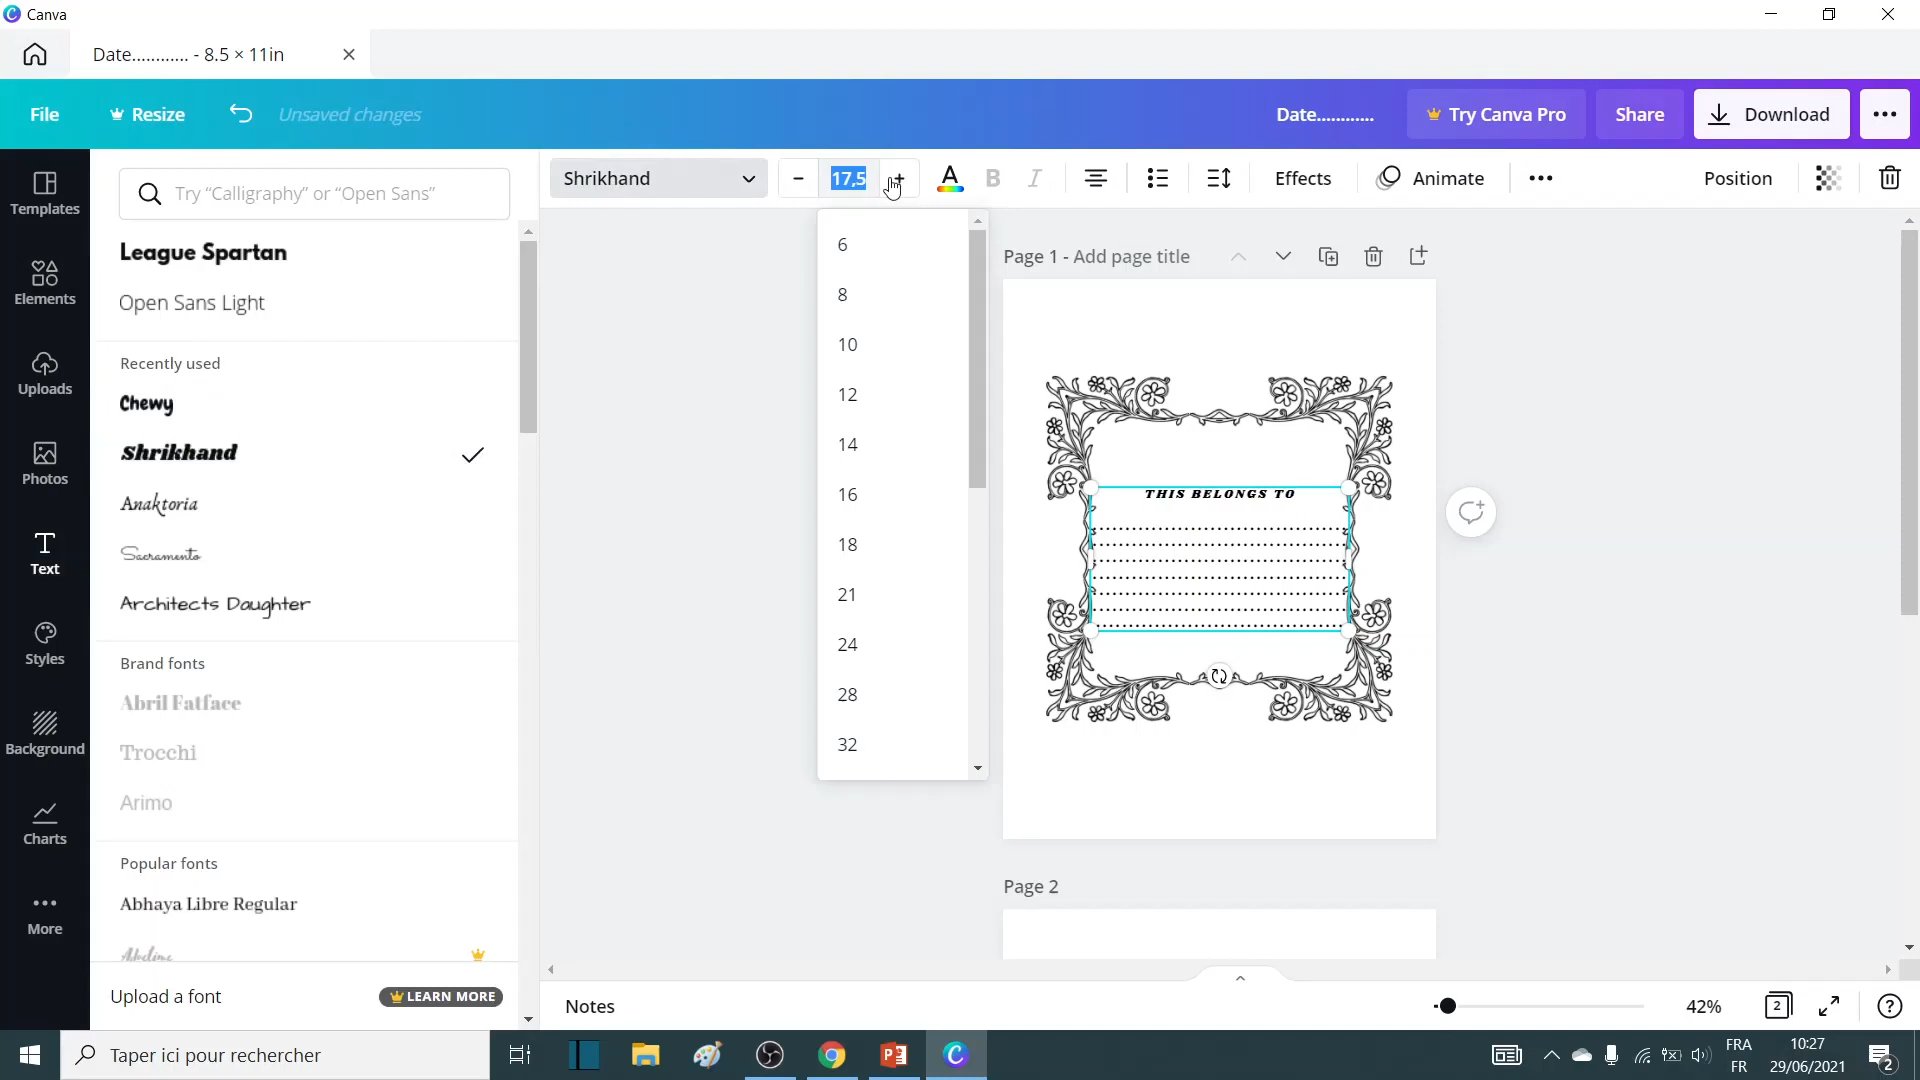 Canva
Date............ - 8.5 × 11in
File
Resize
Unsaved changes
Date............
Try Canva Pro
Share
Download
Templates
Elements
Uploads
Photos
Text
Styles
Background
Charts
More
Try “Calligraphy” or “Open Sans”
League Spartan
Open Sans Light
Recently used
Chewy
Shrikhand
Anaktoria
Sacramento
Architects Daughter
Brand fonts
Abril Fatface
Trocchi
Arimo
Popular fonts
Abhaya Libre Regular
Upload a font
LEARN MORE
Shrikhand
17,5
Effects
Animate
Position
6
8
10
12
14
16
18
21
24
28
32
Page 1 - Add page title
THIS BELONGS TO
Page 2
Notes
42%
2
Taper ici pour rechercher
FRA
FR
10:27
29/06/2021
2